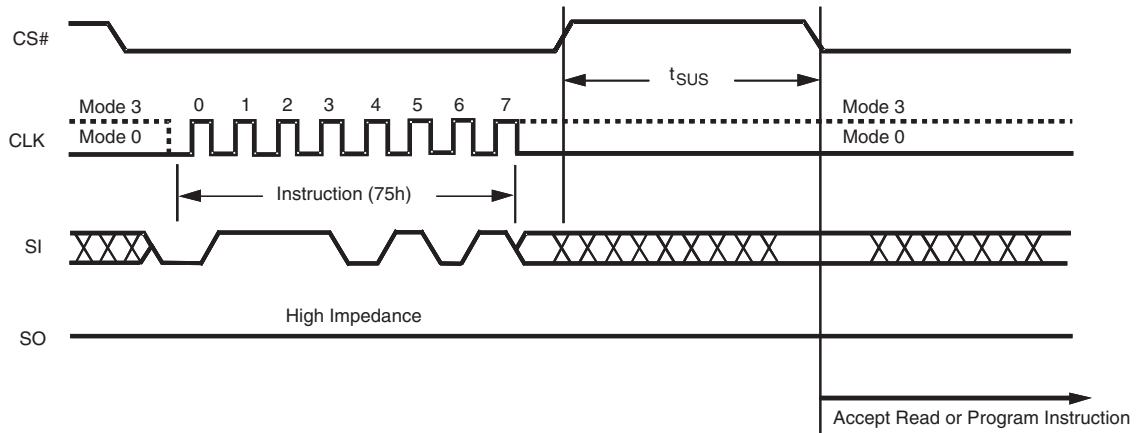 CS#
tSUS
Mode 3 0 1 2 3 4 5 6 7 Mode 3
CLK Mode 0 Mode 0
Instruction (75h)
SI
High Impedance
SO
Accept Read or Program Instruction